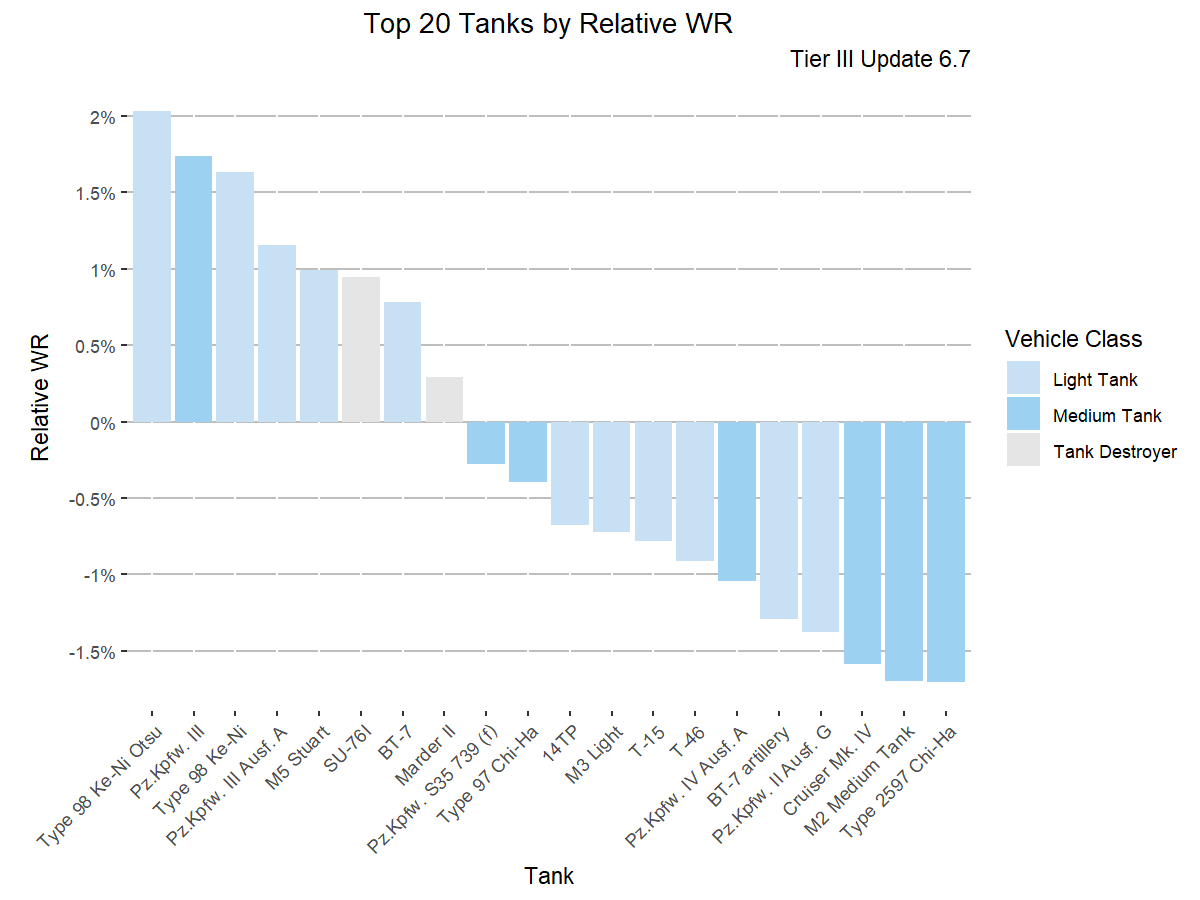 Top 20 Tanks by Relative WR
Tier III Update 6.7
2%
1.5%
1%
0.5%
0%
-0.5%
-1%
-1.5%
Relative WR
Type 98 Ke-Ni Otsu
Pz.Kpfw. III
Type 98 Ke-Ni
Pz.Kpfw. III Ausf. A
M5 Stuart
SU-76I
BT-7
Marder II
Pz.Kpfw. S35 739 (f)
Type 97 Chi-Ha
14TP
M3 Light
T-15
T-46
Pz.Kpfw. IV Ausf. A
BT-7 artillery
Pz.Kpfw. II Ausf. G
Cruiser Mk. IV
M2 Medium Tank
Type 2597 Chi-Ha
Tank
Vehicle Class
Light Tank
Medium Tank
Tank Destroyer